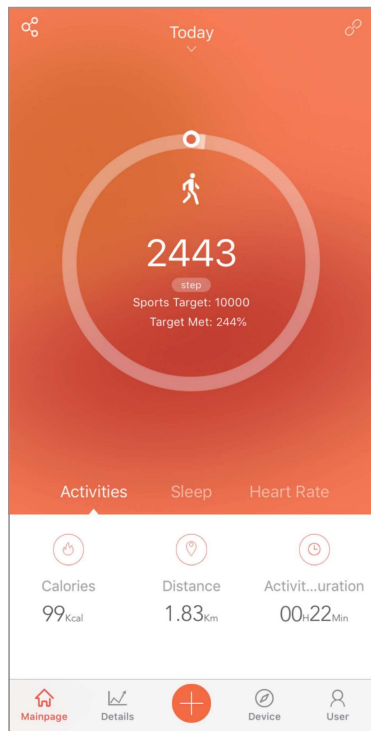 Today
2443
step
Sports Target: 10000
Target Met: 244%
Activities Sleep Heart Rate
Calories Distance Activit...uration
99Kcal 1.83Km 00H22Min
Mainpage Details Device User